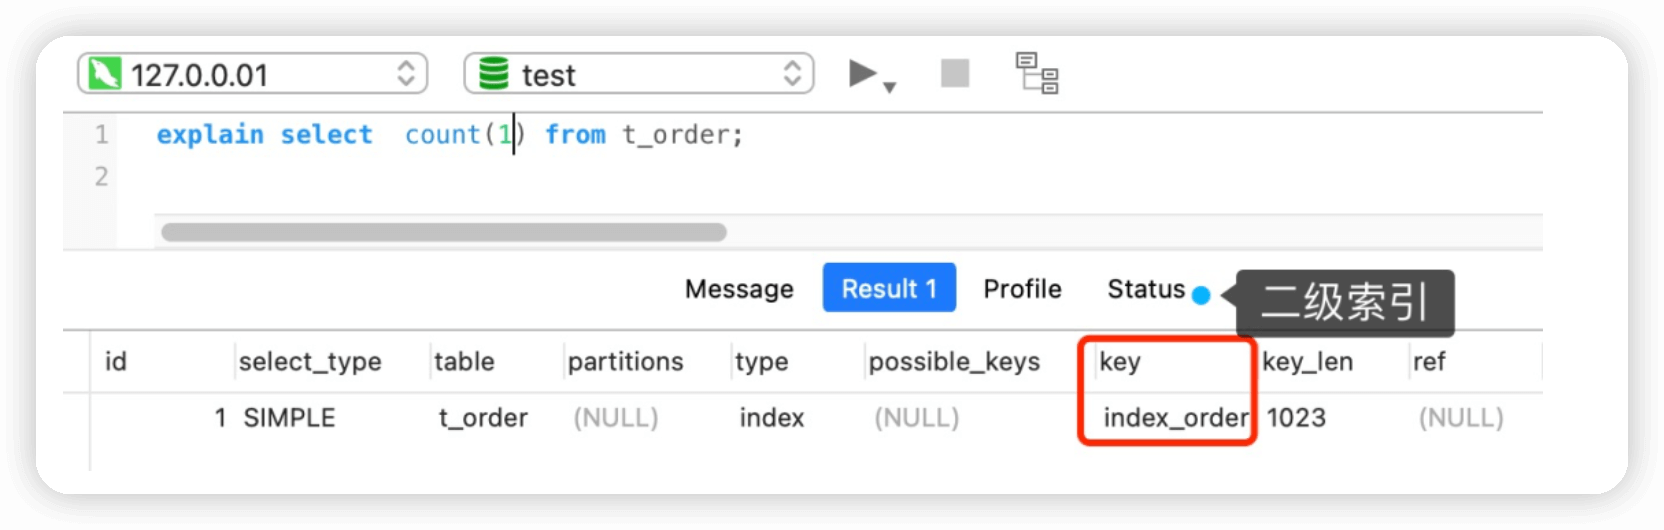 127.0.0.01 test
1 explain select count(1) from t_order;
2
Message Result 1 Profile Status 二级索引
id select_type table partitions type possible_keys key key_len ref
1 SIMPLE t_order (NULL) index (NULL) index_order 1023 (NULL)